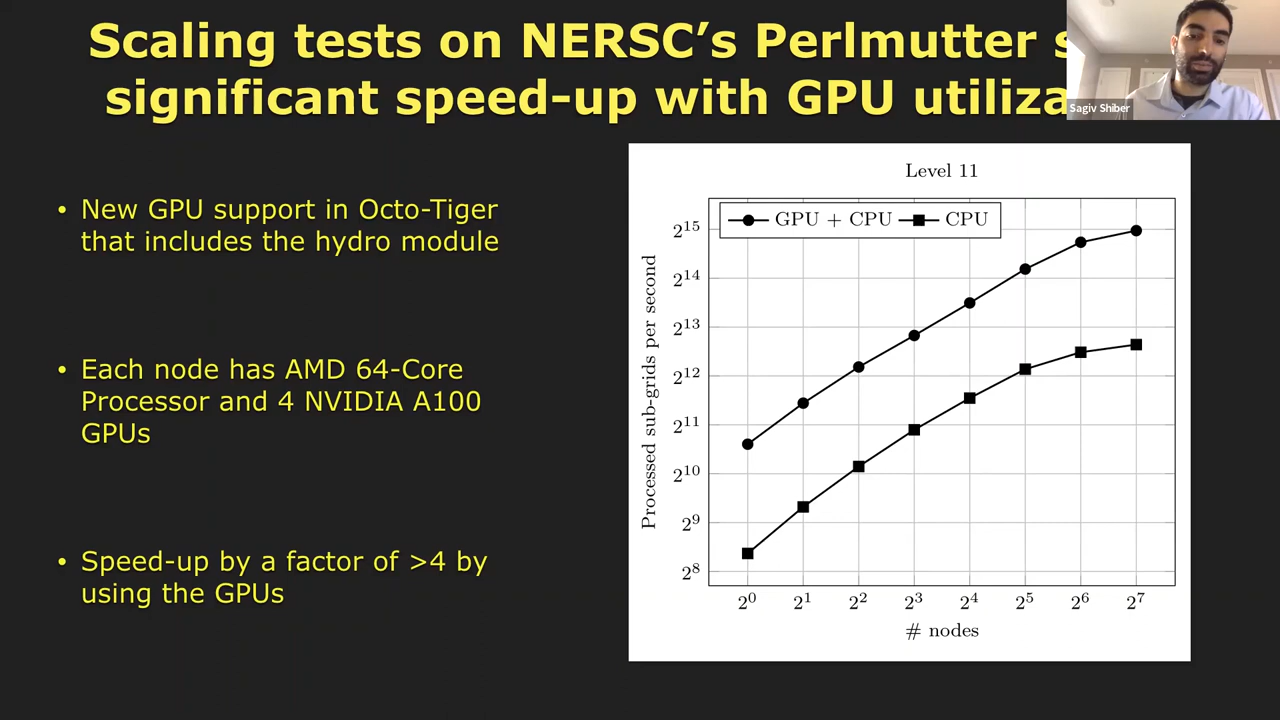 Scaling tests on NERSC's Perlmutter
significant speed-up with GPU
Sagiv Shiber
• New GPU support in Octo-Tiger
that includes the hydro module
• Each node has AMD 64-Core
Processor and 4 NVIDIA A100
GPUs
• Speed-up by a factor of >4 by
using the GPUs
Level 11
GPU + CPU CPU
Processed sub-grids per second
2^15
2^14
2^13
2^12
2^11
2^10
2^9
2^8
2^0 2^1 2^2 2^3 2^4 2^5 2^6 2^7
# nodes